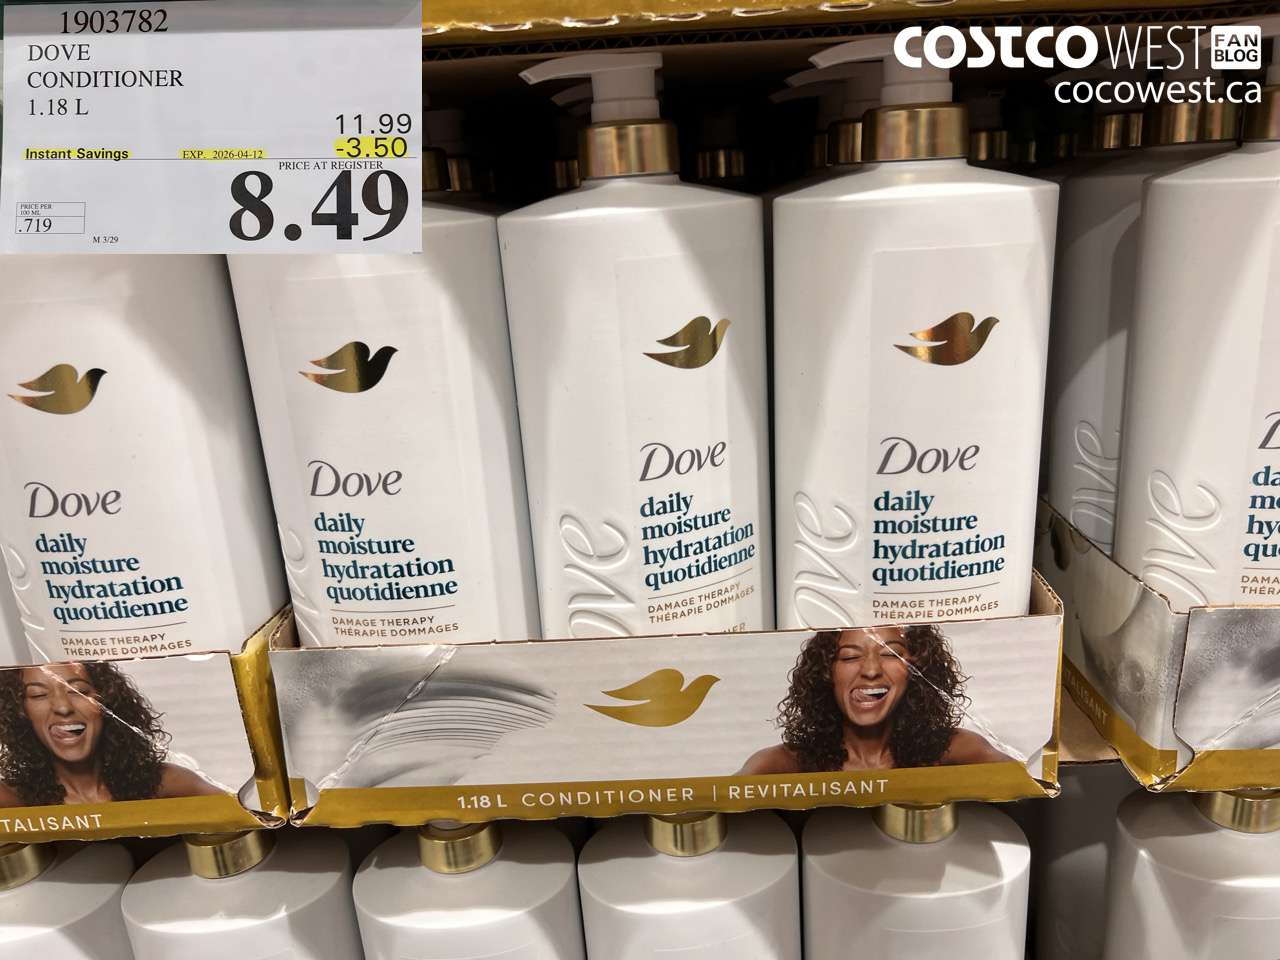 1903782
DOVE
CONDITIONER
1.18 L
11.99
Instant Savings EXP. 2026-04-12 -3.50
PRICE AT REGISTER
8.49
PRICE PER
100 ML
.719
M 3/29
COSTCO WEST FAN BLOG
cocowest.ca
Dove
daily
moisture
hydratation
quotidienne
DAMAGE THERAPY
THÉRAPIE DOMMAGES
Dove
daily
moisture
hydratation
quotidienne
DAMAGE THERAPY
THÉRAPIE DOMMAGES
Dove
daily
moisture
hydratation
quotidienne
DAMAGE THERAPY
THÉRAPIE DOMMAGES
Dove
daily
moisture
hydratation
quotidienne
DAMAGE THERAPY
THÉRAPIE DOMMAGES
1.18 L CONDITIONER | REVITALISANT